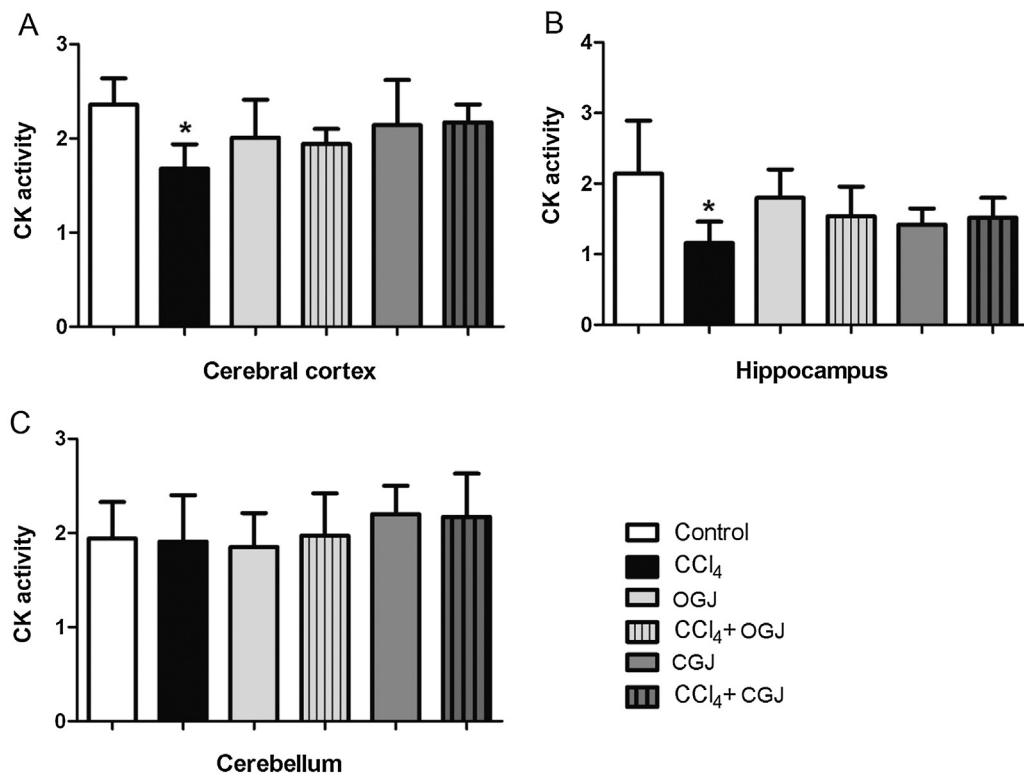 A
3
2
1
0
CK activity
*
Cerebral cortex
B
4
3
2
1
0
CK activity
*
Hippocampus
C
3
2
1
0
CK activity
Cerebellum
Control
CCl₄
OGJ
CCl₄+ OGJ
CGJ
CCl₄+ CGJ